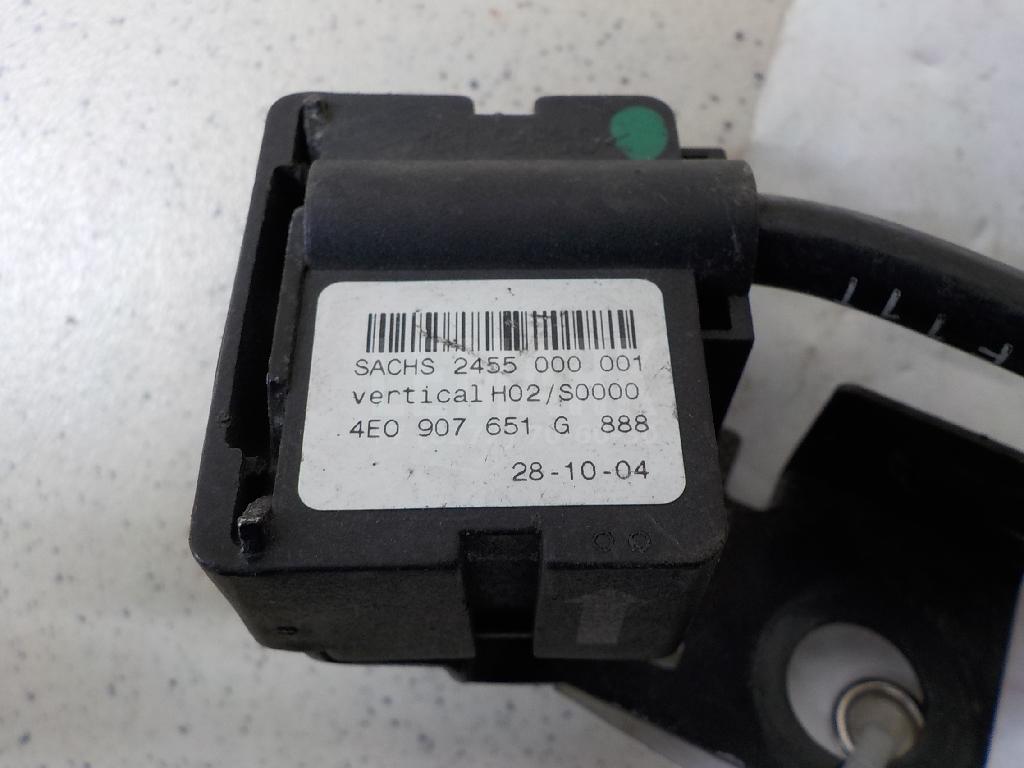 SACHS 2455 000 001
vertical H02/S0000
4E0 907 651 G 888
28-10-04